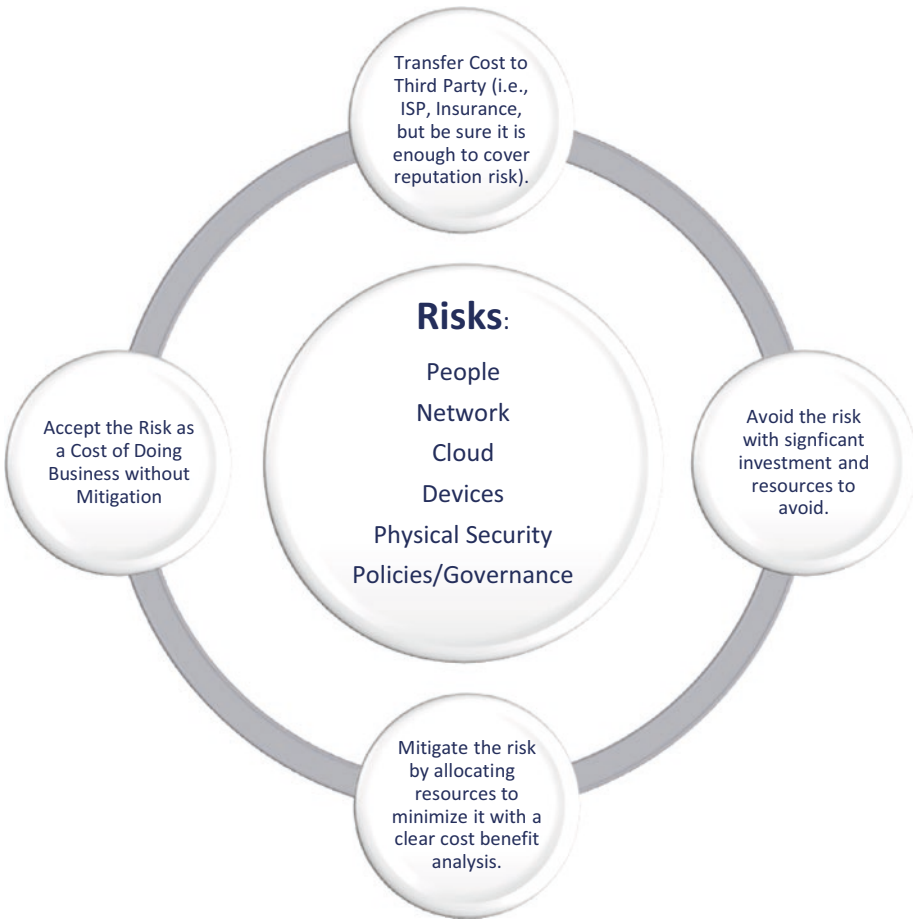 Transfer Cost to
Third Party (i.e.,
ISP, Insurance,
but be sure it is
enough to cover
reputation risk).
Risks:
People
Network
Cloud
Devices
Physical Security
Policies/Governance
Accept the Risk as
a Cost of Doing
Business without
Mitigation
Avoid the risk
with signficant
investment and
resources to
avoid.
Mitigate the risk
by allocating
resources to
minimize it with a
clear cost benefit
analysis.